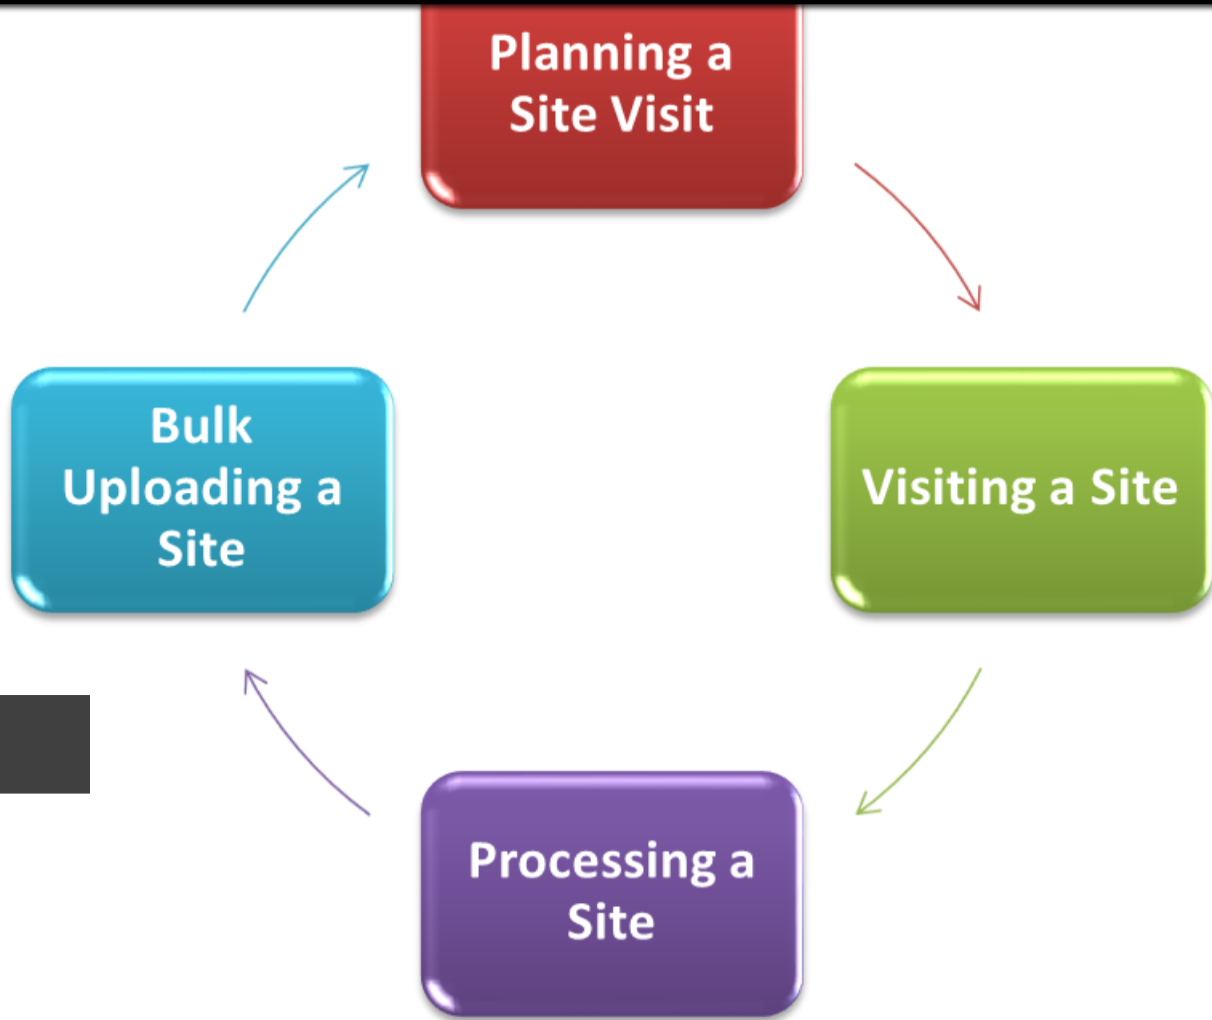 Planning a
Site Visit
Visiting a Site
Processing a
Site
Bulk
Uploading a
Site